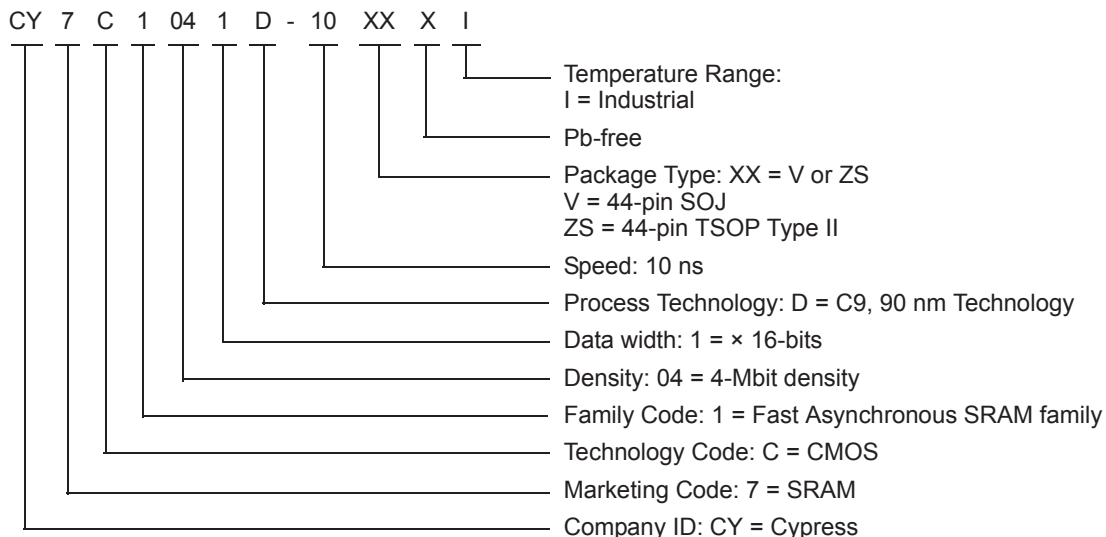 CY 7 C 1 04 1 D - 10 XX X I
Temperature Range:
I = Industrial
Pb-free
Package Type: XX = V or ZS
V = 44-pin SOJ
ZS = 44-pin TSOP Type II
Speed: 10 ns
Process Technology: D = C9, 90 nm Technology
Data width: 1 = × 16-bits
Density: 04 = 4-Mbit density
Family Code: 1 = Fast Asynchronous SRAM family
Technology Code: C = CMOS
Marketing Code: 7 = SRAM
Company ID: CY = Cypress